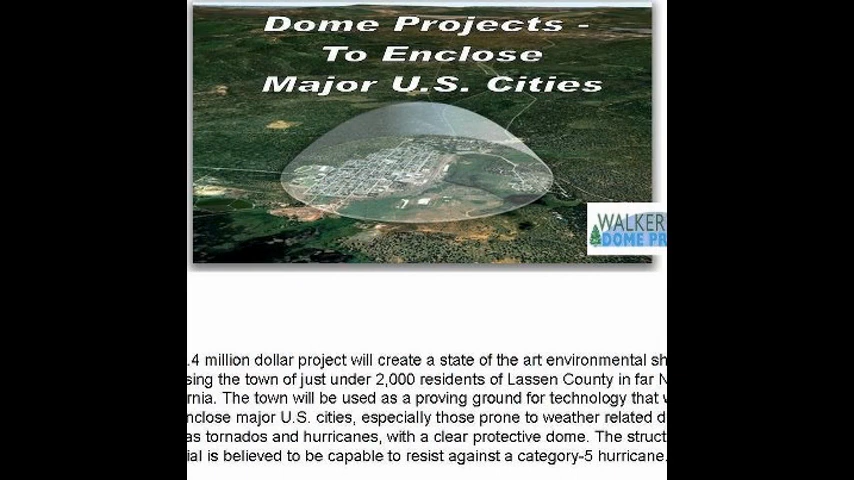 Dome Projects -
To Enclose
Major U.S. Cities
WALKER
DOME PR
.4 million dollar project will create a state of the art environmental sh
sing the town of just under 2,000 residents of Lassen County in far N
rnia. The town will be used as a proving ground for technology that w
nclose major U.S. cities, especially those prone to weather related d
as tornados and hurricanes, with a clear protective dome. The struct
ial is believed to be capable to resist against a category-5 hurricane.